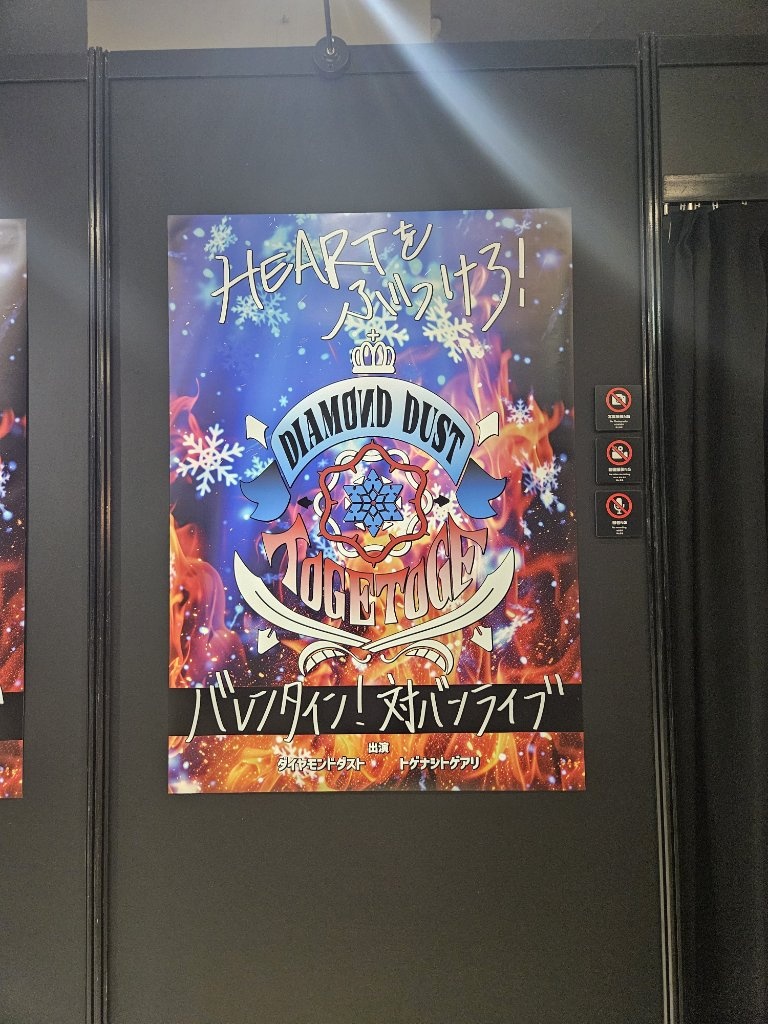 HEARTを
ぶつけろ!
DIAMOND DUST
TOGETOGE
バレンタイン!対バンライブ
出演
ダイヤモンドダスト トゲナシトゲアリ